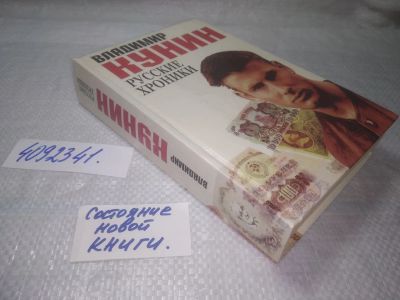 ВЛАДИМИР
КУНИН
РУССКИЕ
ХРОНИКИ
ВЛАДИМИР
КУНИН
4092341.
Состояние
новой
книги.